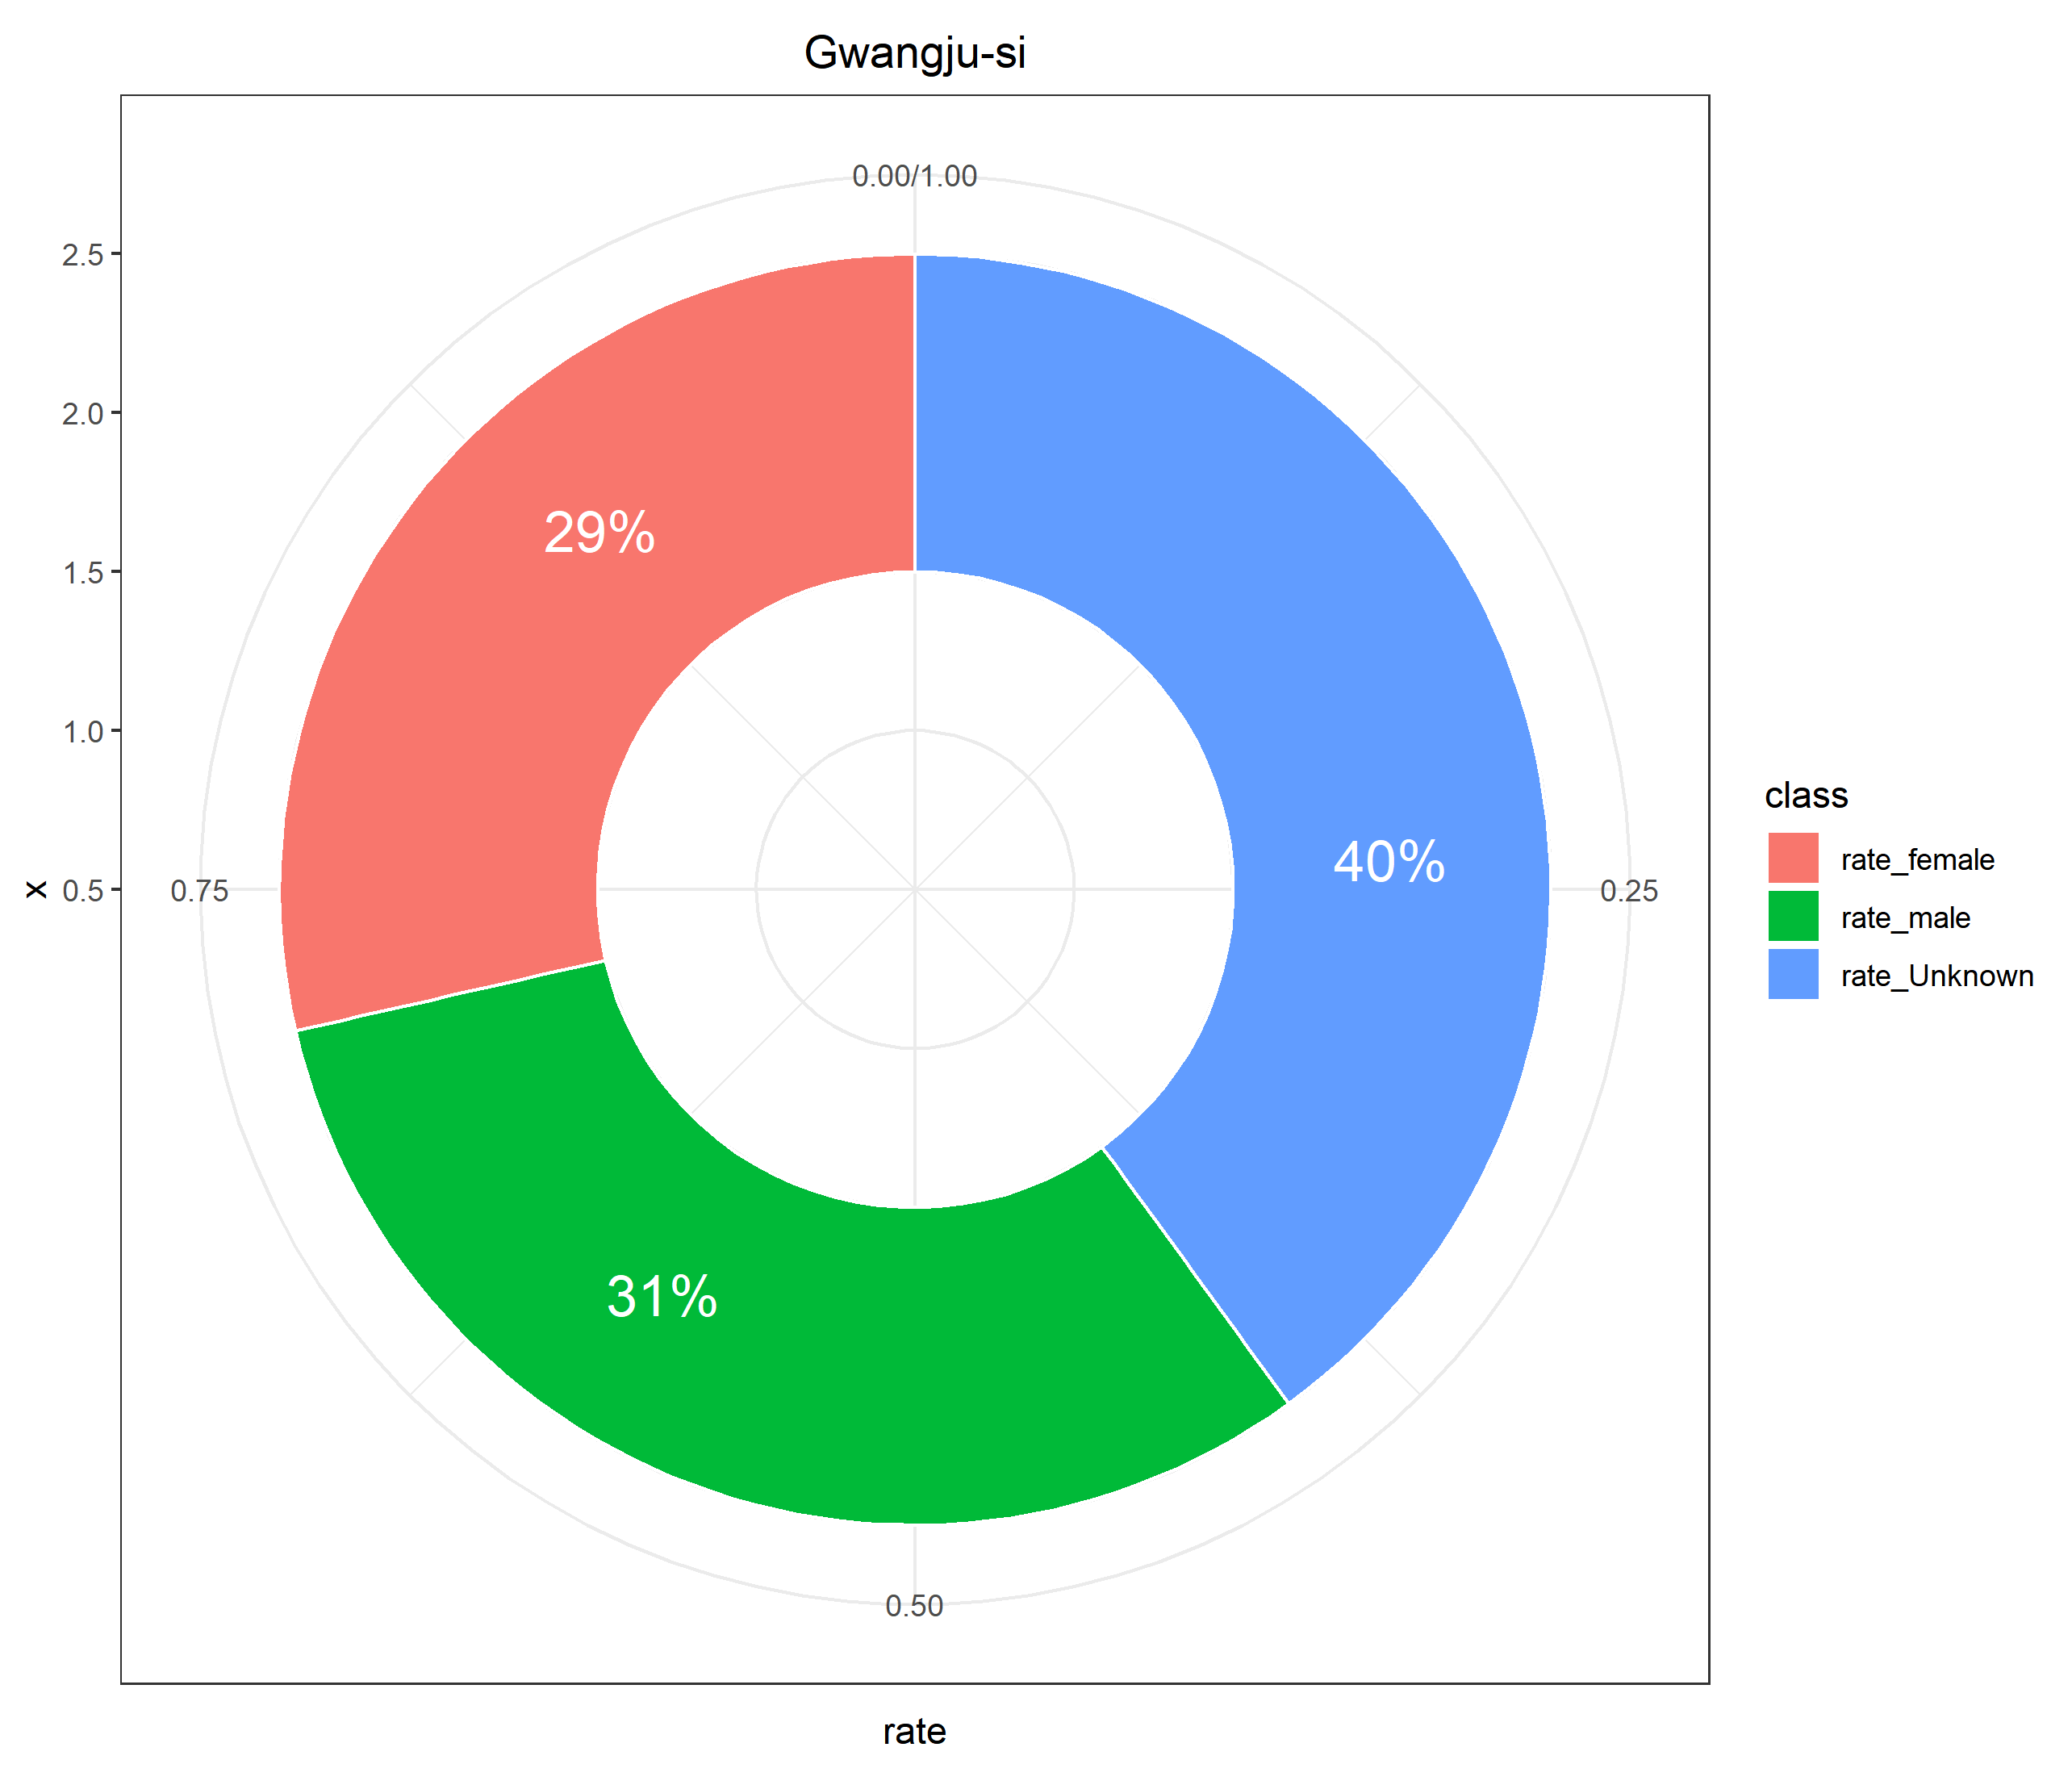 Gwangju-si
0.00/1.00
2.5
2.0
1.5
1.0
0.5
x
0.75
0.25
0.50
29%
40%
31%
rate
class
rate_female
rate_male
rate_Unknown